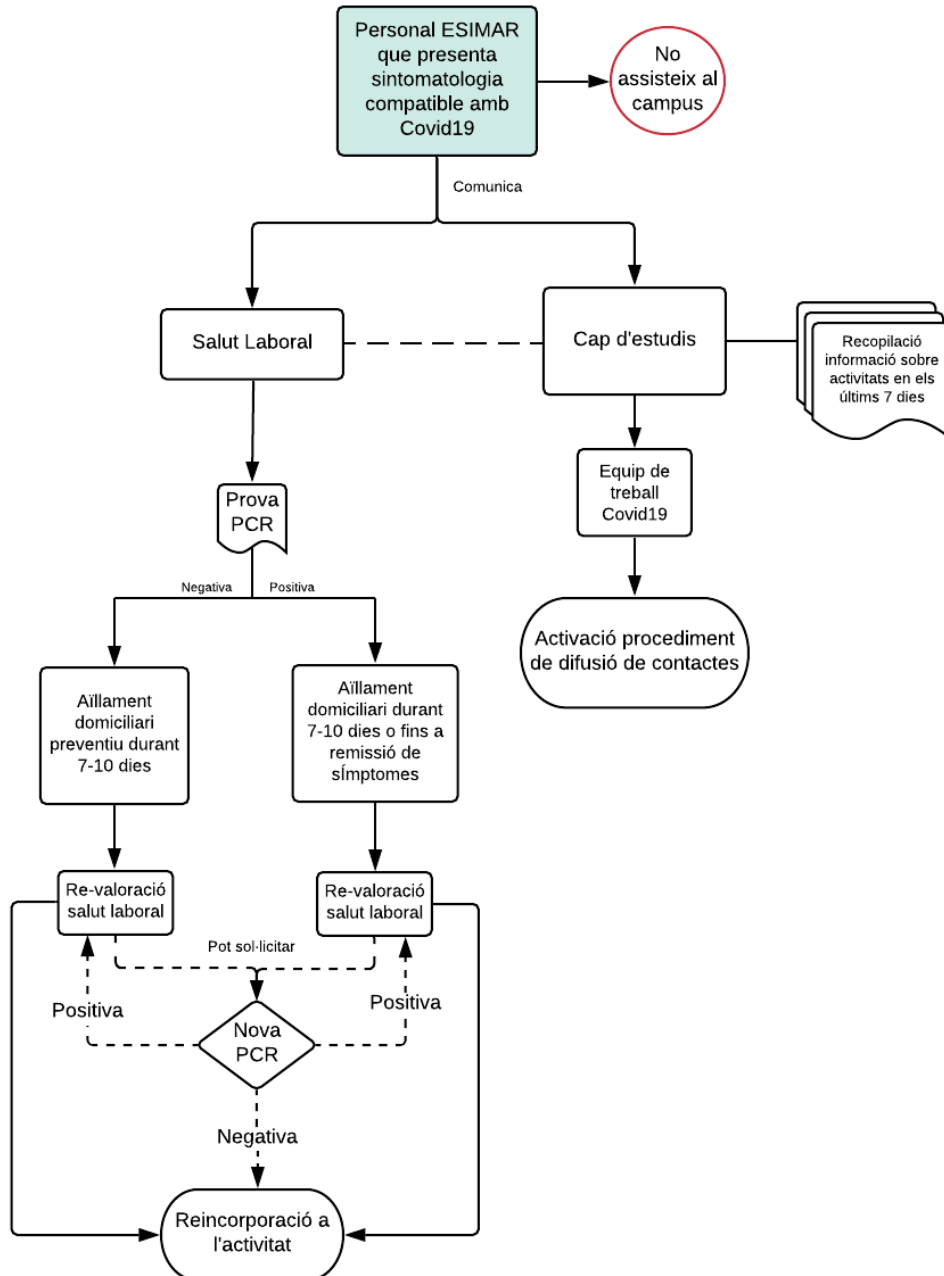 Personal ESIMAR
que presenta
sintomatologia
compatible amb
Covid19
No
assisteix al
campus
Comunica
Salut Laboral
Cap d'estudis
Recopilació
informació sobre
activitats en els
últims 7 dies
Prova
PCR
Equip de
treball
Covid19
Negativa
Positiva
Activació procediment
de difusió de contactes
Aïllament
domiciliari
preventiu durant
7-10 dies
Aïllament
domiciliari durant
7-10 dies o fins a
remissió de
sÍmptomes
Re-valoració
salut laboral
Re-valoració
salut laboral
Pot sol·licitar
Positiva
Positiva
Nova
PCR
Negativa
Reincorporació a
l'activitat